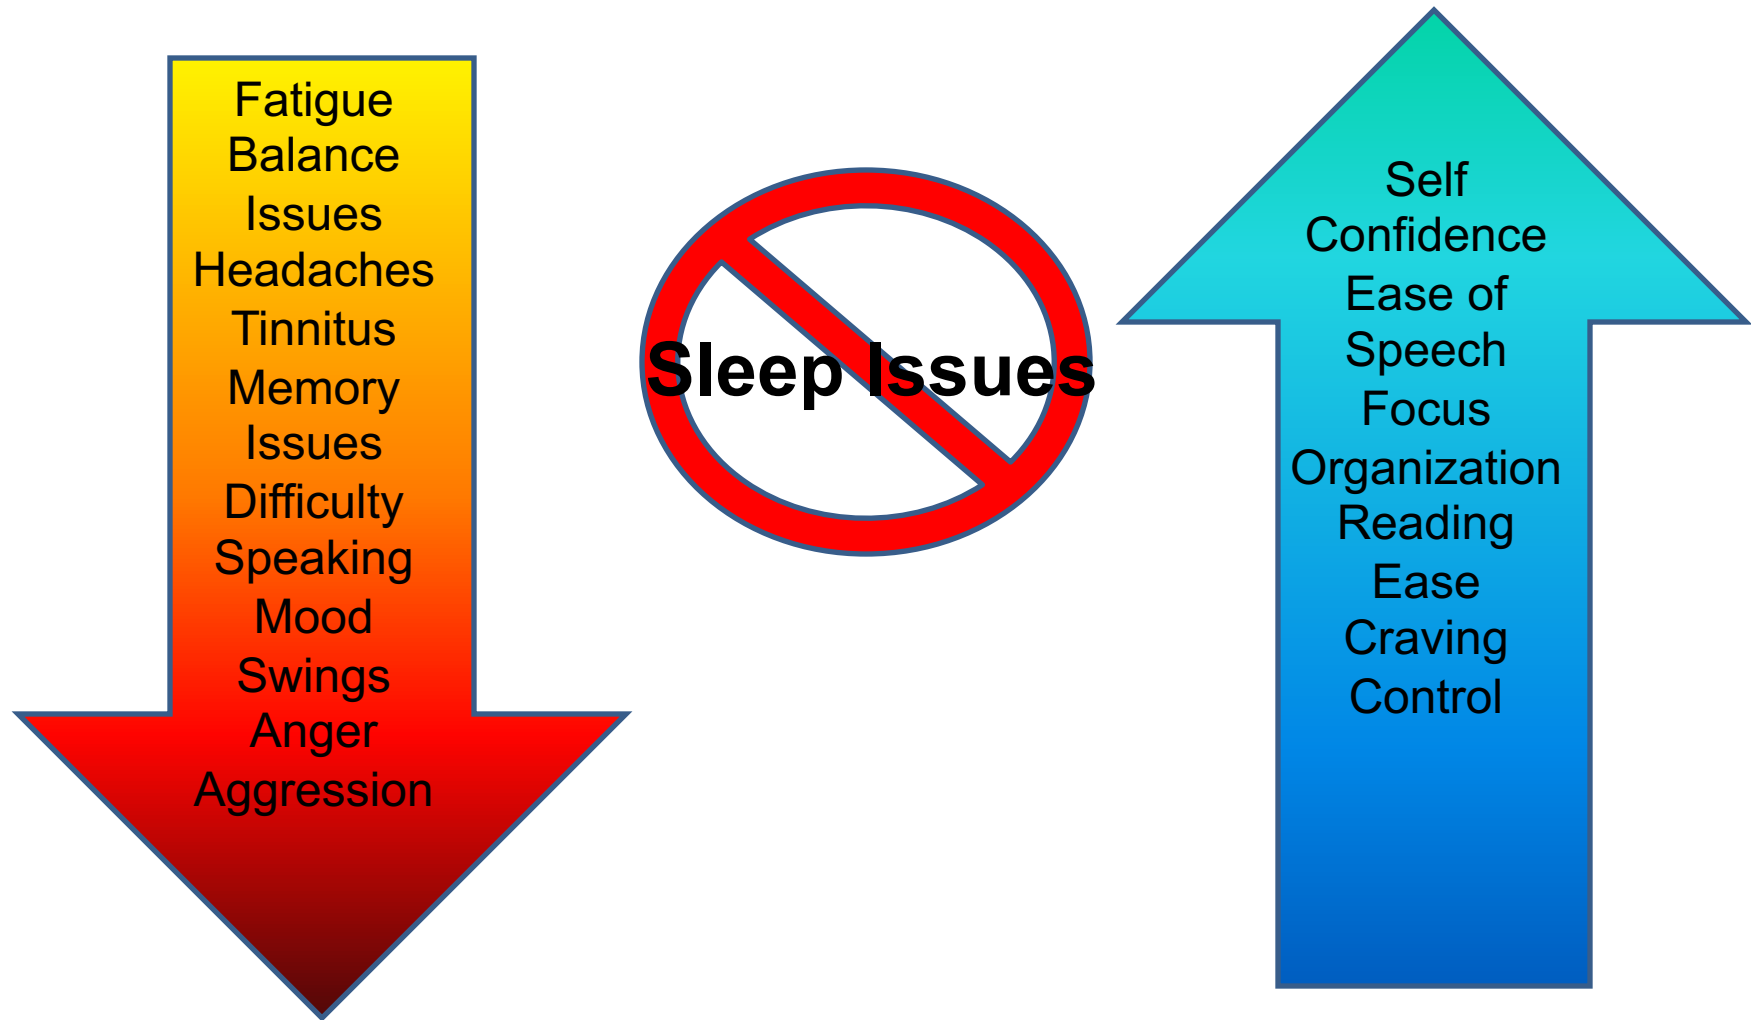 Fatigue
Balance
Issues
Headaches
Tinnitus
Memory
Issues
Difficulty
Speaking
Mood
Swings
Anger
Aggression
Sleep Issues
Self
Confidence
Ease of
Speech
Focus
Organization
Reading
Ease
Craving
Control